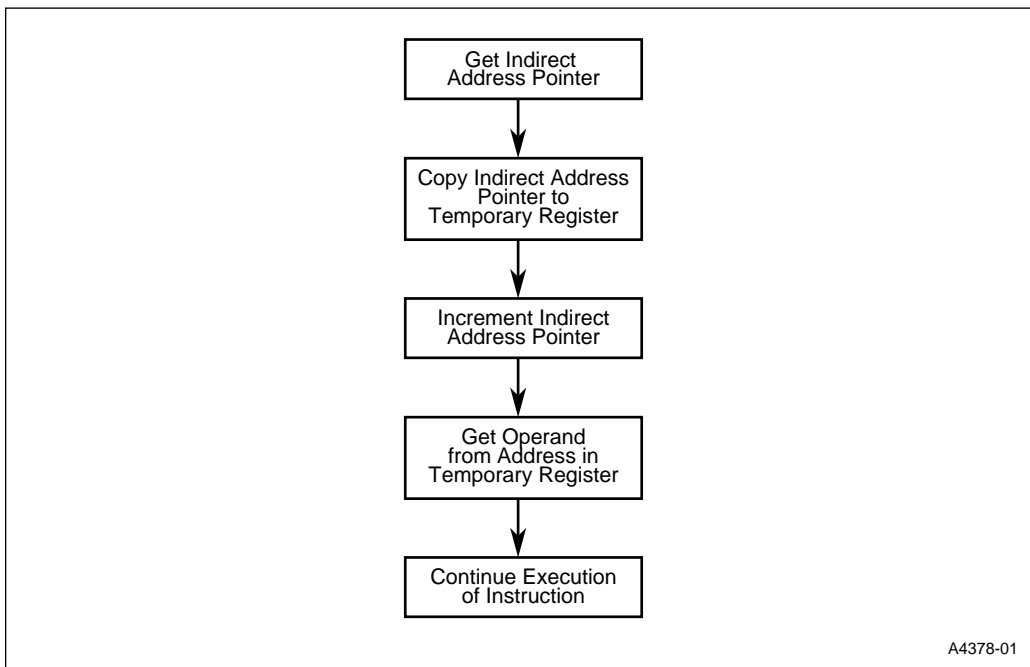 Get Indirect
Address Pointer
Copy Indirect Address
Pointer to
Temporary Register
Increment Indirect
Address Pointer
Get Operand
from Address in
Temporary Register
Continue Execution
of Instruction
A4378-01